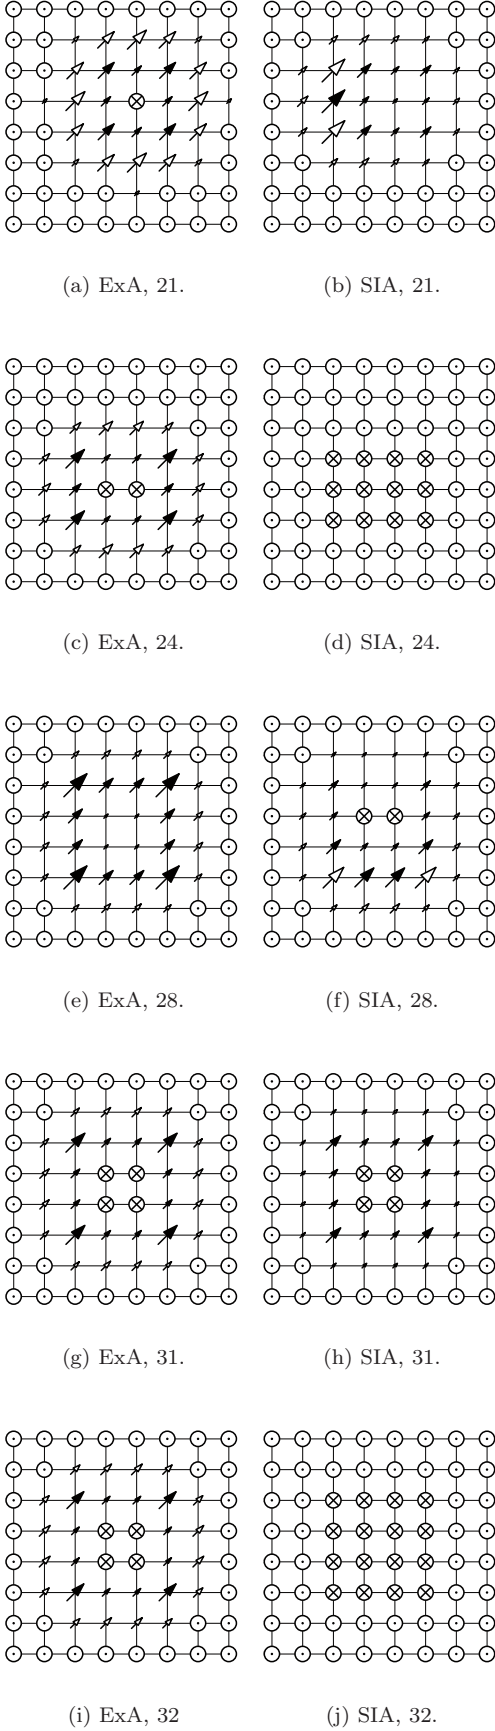 (a) ExA, 21.
(b) SIA, 21.
(c) ExA, 24.
(d) SIA, 24.
(e) ExA, 28.
(f) SIA, 28.
(g) ExA, 31.
(h) SIA, 31.
(i) ExA, 32
(j) SIA, 32.